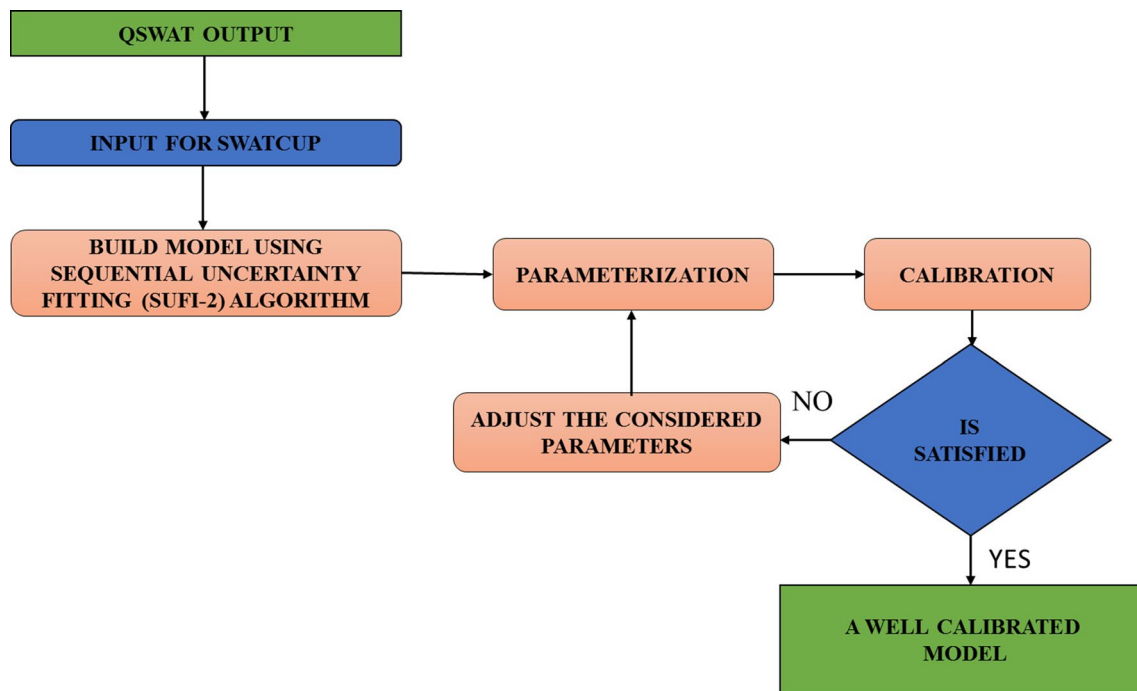 QSWAT OUTPUT
INPUT FOR SWATCUP
BUILD MODEL USING
SEQUENTIAL UNCERTAINTY
FITTING (SUFI-2) ALGORITHM
PARAMETERIZATION
CALIBRATION
IS
SATISFIED
NO
ADJUST THE CONSIDERED
PARAMETERS
YES
A WELL CALIBRATED
MODEL